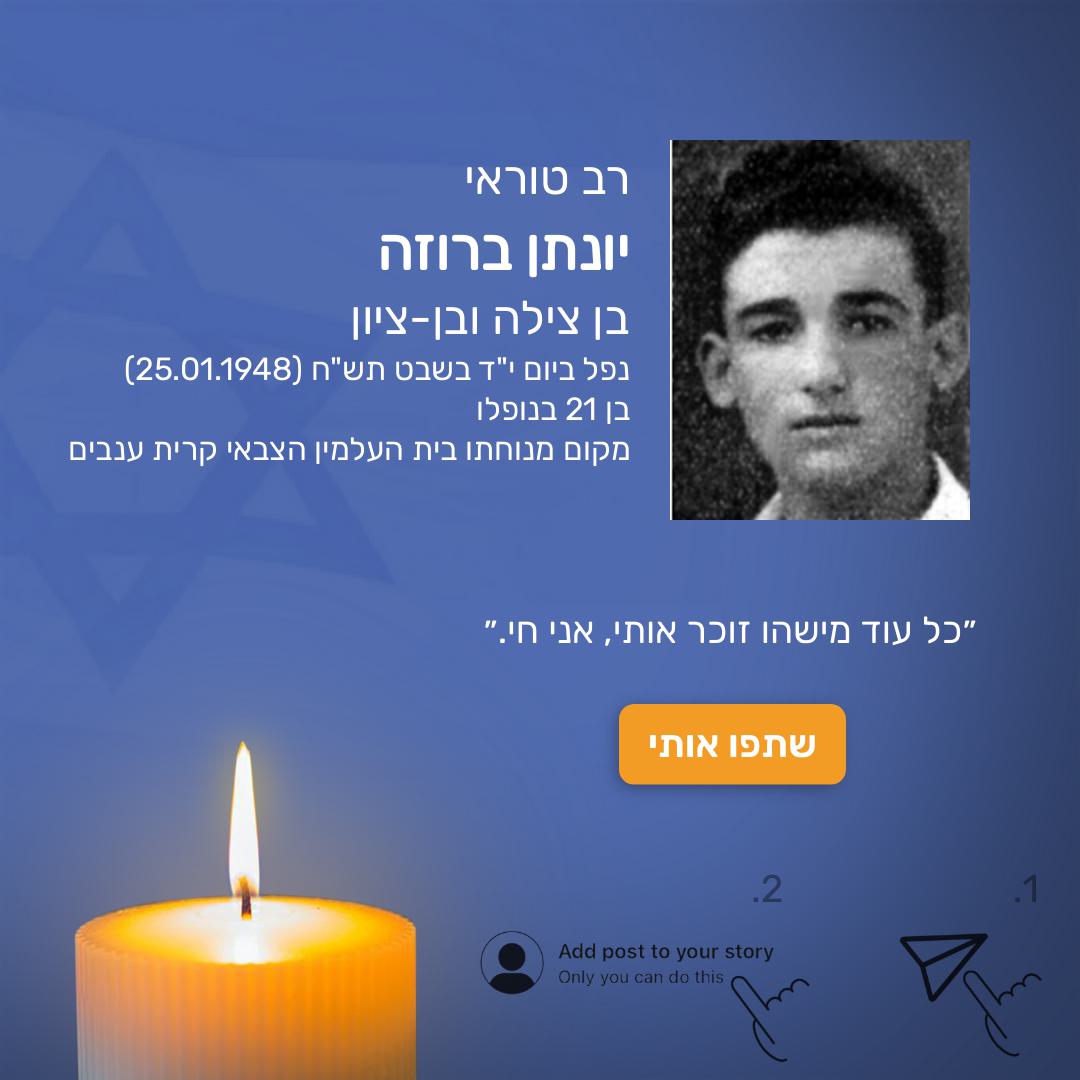 רב טוראי
יונתן ברוזה
בן צילה ובן-ציון
נפל ביום י"ד בשבט תש"ח (25.01.1948)
בן 21 בנופלו
מקום מנוחתו בית העלמין הצבאי קרית ענבים
״כל עוד מישהו זוכר אותי, אני חי.״
שתפו אותי
1.
2.
Add post to your story
Only you can do this